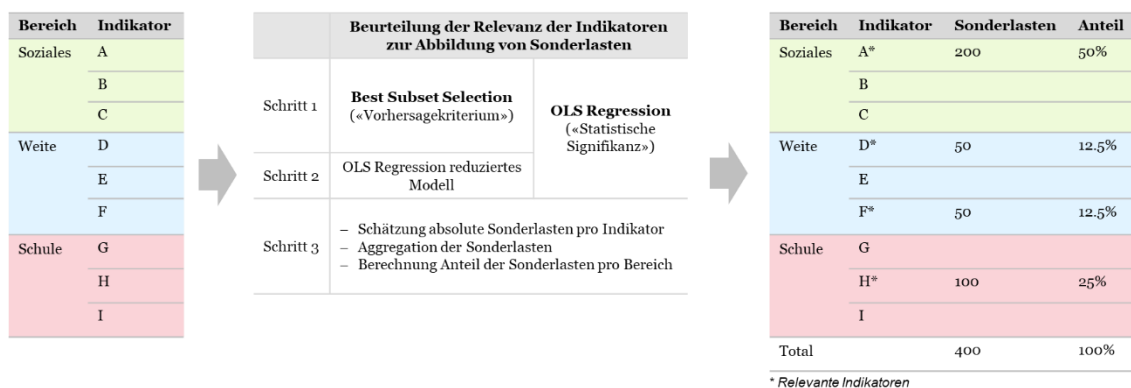 Bereich Indikator
Soziales A
B
C
Weite D
E
F
Schule G
H
I
Beurteilung der Relevanz der Indikatoren
zur Abbildung von Sonderlasten
Schritt 1
Best Subset Selection
(«Vorhersagekriterium»)
OLS Regression
(«Statistische
Signifikanz»)
Schritt 2
OLS Regression reduziertes
Modell
Schritt 3
– Schätzung absolute Sonderlasten pro Indikator
– Aggregation der Sonderlasten
– Berechnung Anteil der Sonderlasten pro Bereich
Bereich Indikator Sonderlasten Anteil
Soziales A* 200 50%
B
C
Weite D* 50 12.5%
E
F* 50 12.5%
Schule G
H* 100 25%
I
Total 400 100%
* Relevante Indikatoren